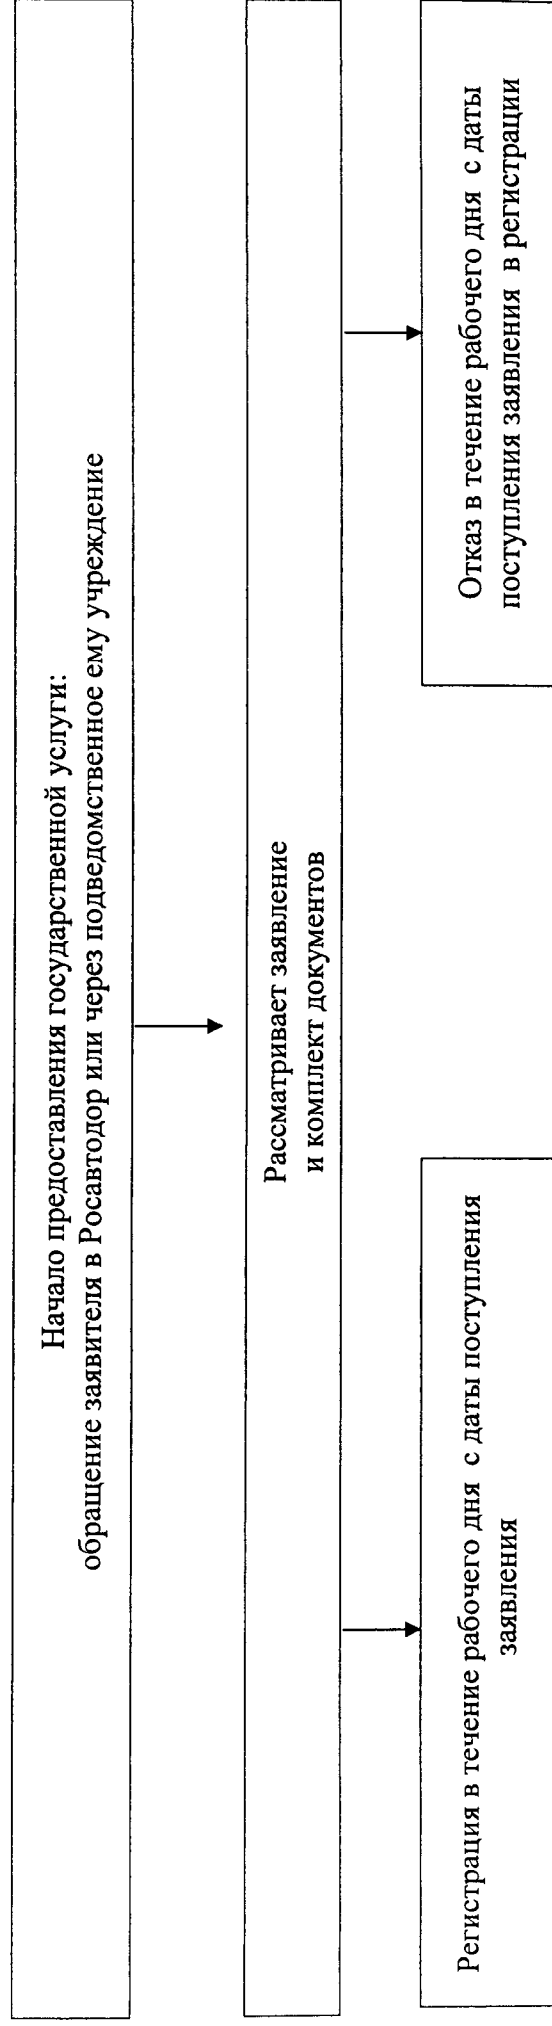 Начало предоставления государственной услуги:
обращение заявителя в Росавтодор или через подведомственное ему учреждение
Рассматривает заявление
и комплект документов
Регистрация в течение рабочего дня с даты поступления
заявления
Отказ в течение рабочего дня с даты
поступления заявления в регистрации